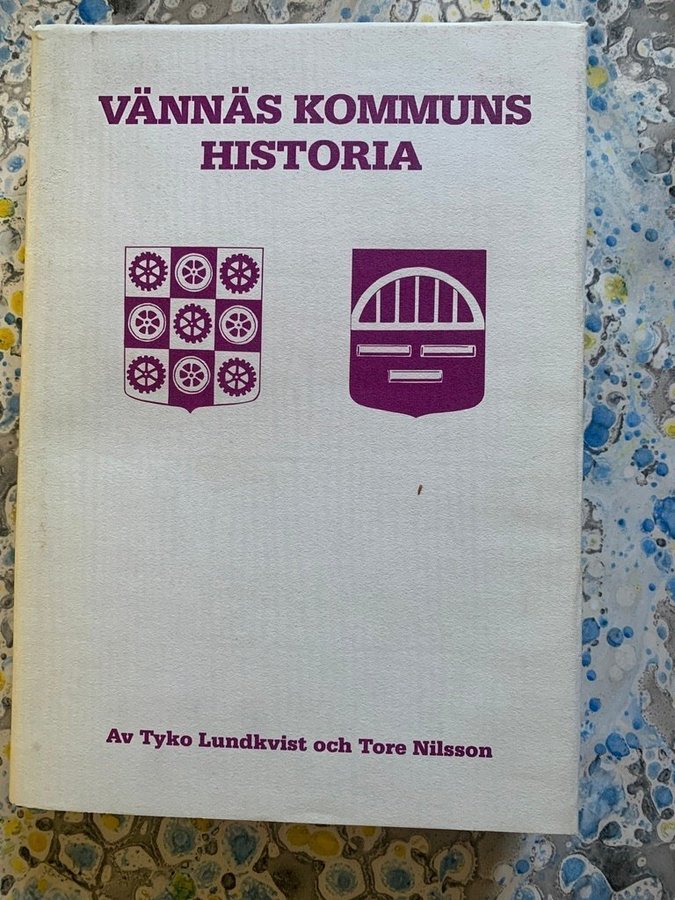 VÄNNÄS KOMMUNS
HISTORIA
Av Tyko Lundkvist och Tore Nilsson